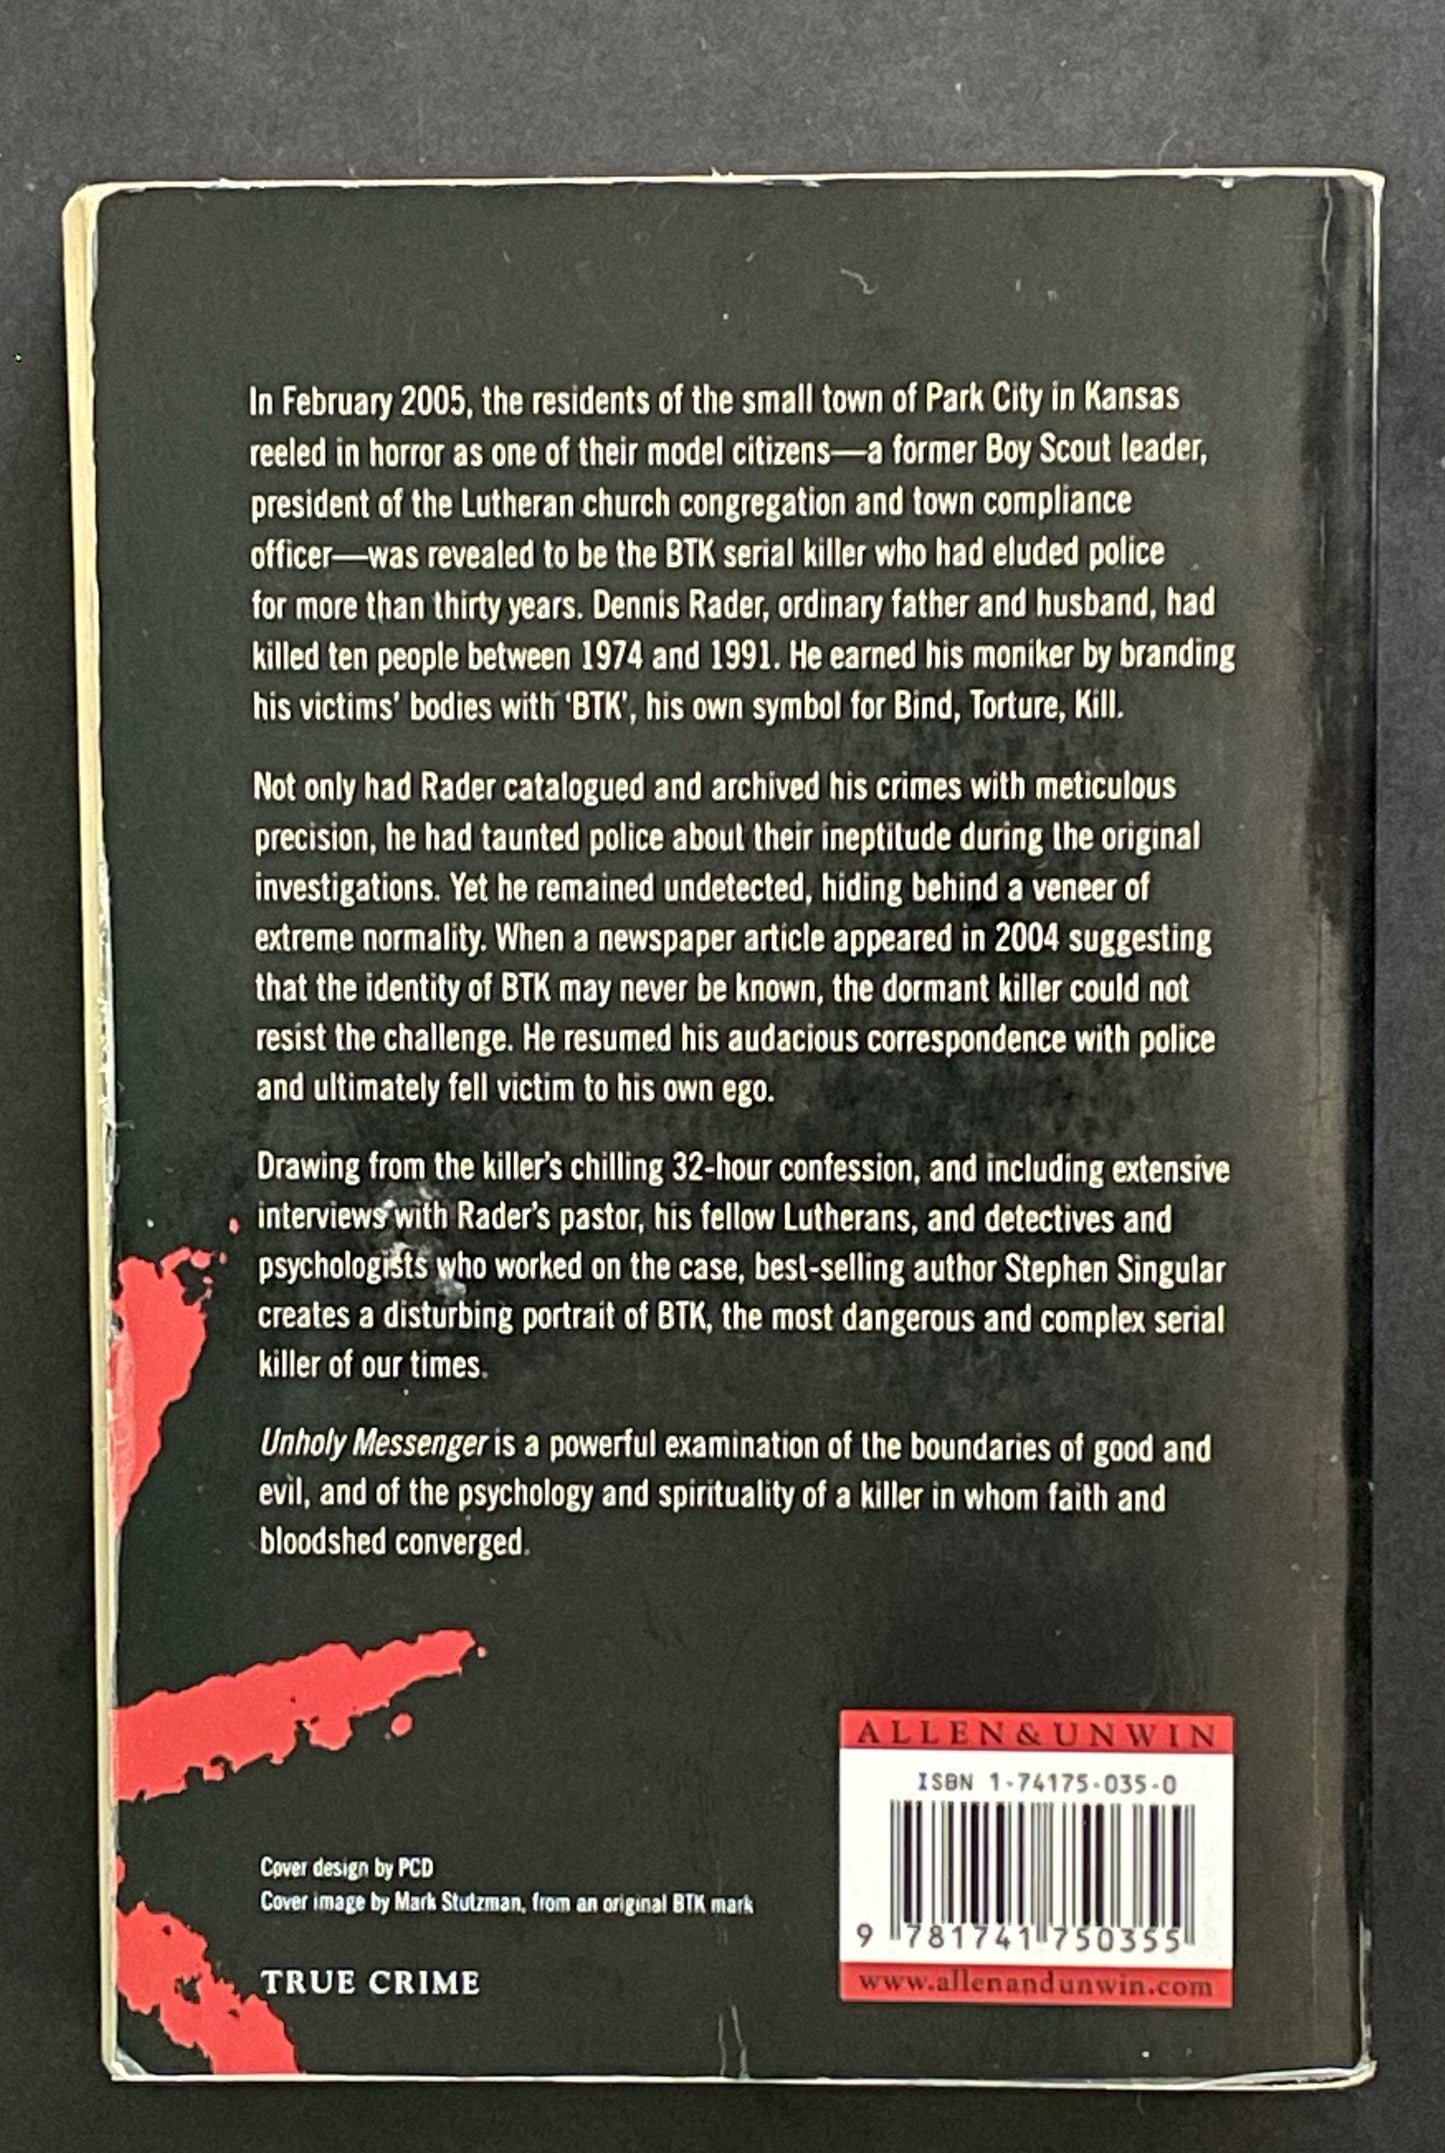 In February 2005, the residents of the small town of Park City in Kansas
reeled in horror as one of their model citizens—a former Boy Scout leader,
president of the Lutheran church congregation and town compliance
officer—was revealed to be the BTK serial killer who had eluded police
for more than thirty years. Dennis Rader, ordinary father and husband, had
killed ten people between 1974 and 1991. He earned his moniker by branding
his victims' bodies with ‘BTK’, his own symbol for Bind, Torture, Kill.
Not only had Rader catalogued and archived his crimes with meticulous
precision, he had taunted police about their ineptitude during the original
investigations. Yet he remained undetected, hiding behind a veneer of
extreme normality. When a newspaper article appeared in 2004 suggesting
that the identity of BTK may never be known, the dormant killer could not
resist the challenge. He resumed his audacious correspondence with police
and ultimately fell victim to his own ego.
Drawing from the killer's chilling 32-hour confession, and including extensive
interviews with Rader's pastor, his fellow Lutherans, and detectives and
psychologists who worked on the case, best-selling author Stephen Singular
creates a disturbing portrait of BTK, the most dangerous and complex serial
killer of our times.
Unholy Messenger is a powerful examination of the boundaries of good and
evil, and of the psychology and spirituality of a killer in whom faith and
bloodshed converged.
ALLEN & UNWIN
ISBN 1-74175-035-0
9 781741 750355
www.allenandunwin.com
Cover design by PCD
Cover image by Mark Stutzman, from an original BTK mark
TRUE CRIME